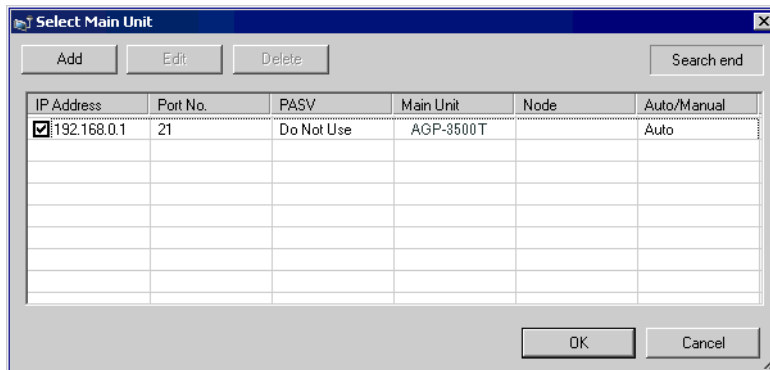 Select Main Unit
Add Edit Delete Search end
IP Address Port No. PASV Main Unit Node Auto/Manual
192.168.0.1 21 Do Not Use AGP-3500T Auto
OK Cancel